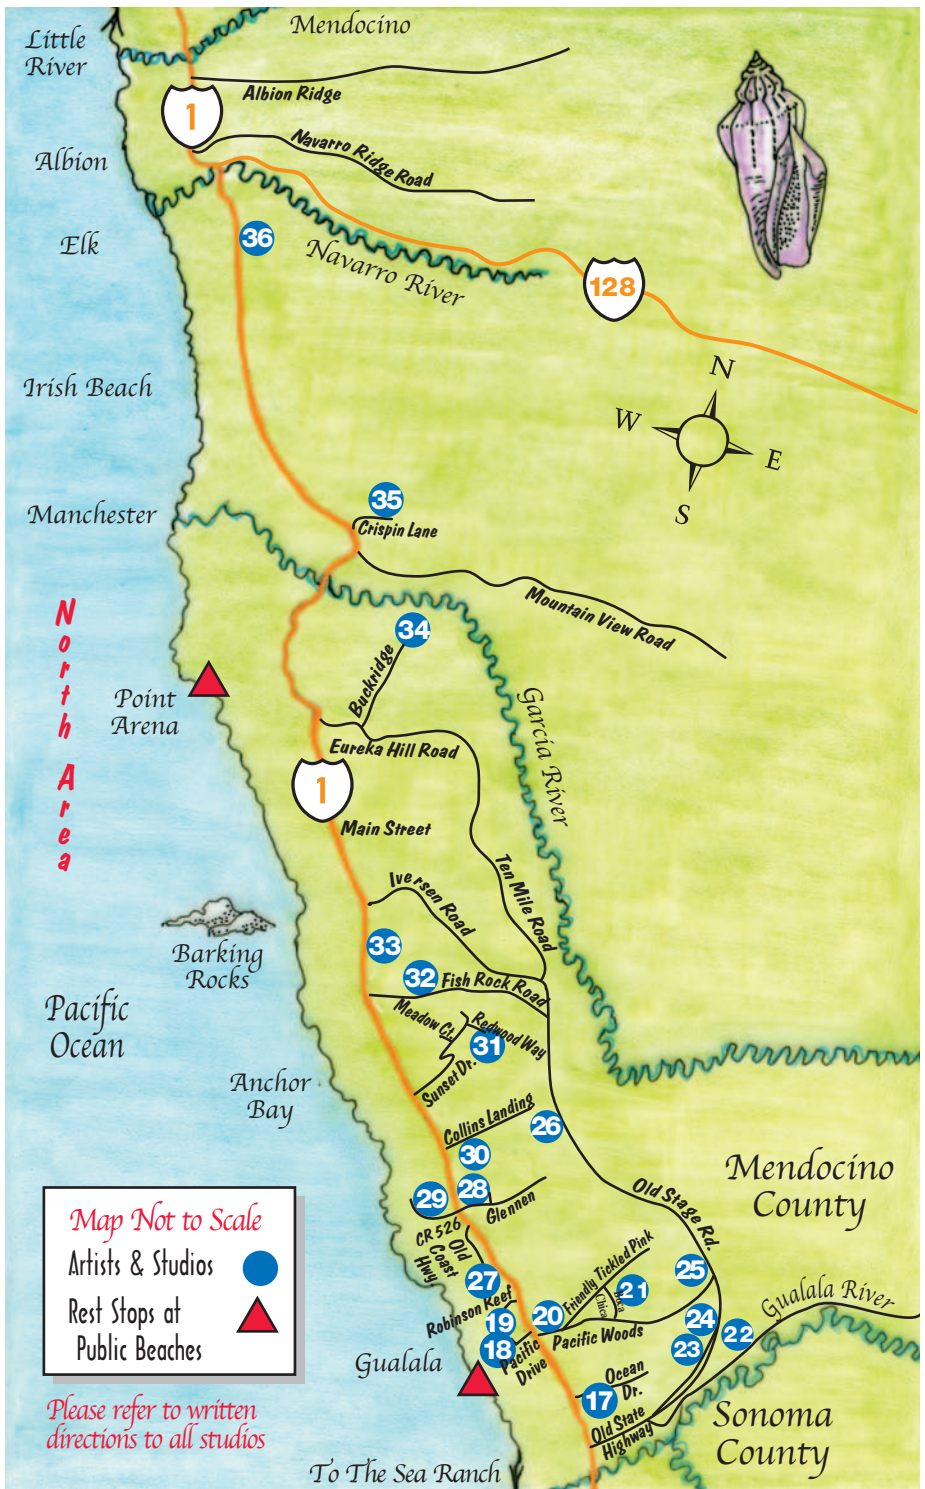 Mendocino
Little
River
Albion Ridge
1
Navarro Ridge Road
Albion
36
Elk
Navarro River
128
Irish Beach
N
W
E
S
35
Manchester
Crispin Lane
Mountain View Road
North Area
34
Buckridge
Point
Arena
Garcia River
Eureka Hill Road
1
Main Street
Iversen Road
Ten Mile Road
33
Barking
Rocks
32
Fish Rock Road
Pacific
Ocean
Meadow Ct.
Redwood Way
31
Sunset Dr.
Anchor
Bay
Collins Landing
26
30
Mendocino
County
28
29
Glennen
Old Stage Rd.
CR 526
Old
Coast
Hwy
Map Not to Scale
Artists & Studios
Rest Stops at
Public Beaches
27
Friendly Tickled Pink
25
21
Chica
Boca
Gualala River
Robinson Reef
19
20
24
22
Pacific Woods
18
23
Pacific
Drive
Gualala
Ocean
Dr.
17
Old State
Highway
Please refer to written
directions to all studios
Sonoma
County
To The Sea Ranch